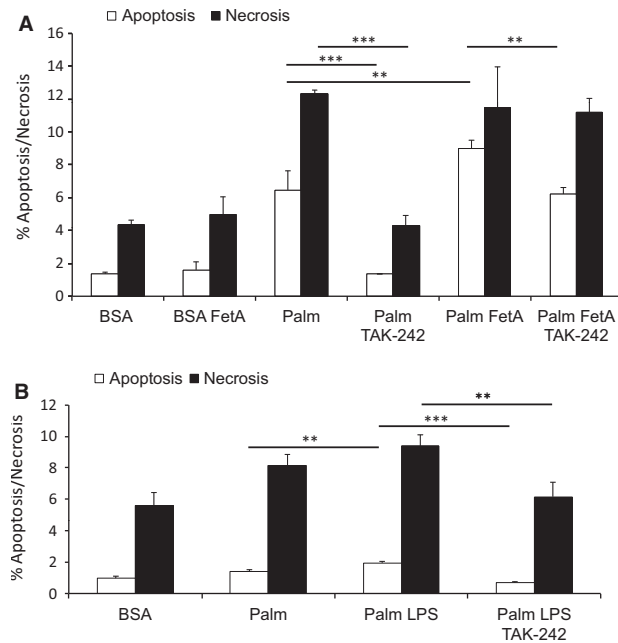 A
Apoptosis Necrosis
% Apoptosis/Necrosis
16
14
12
10
8
6
4
2
0
***
***
**
**
BSA BSA FetA Palm Palm TAK-242 Palm FetA Palm FetA TAK-242
B
Apoptosis Necrosis
% Apoptosis/Necrosis
12
10
8
6
4
2
0
**
***
**
BSA Palm Palm LPS Palm LPS
TAK-242